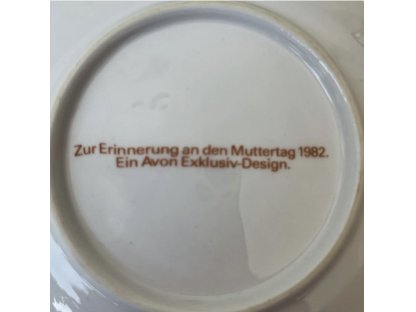 Zur Erinnerung an den Muttertag 1982.
Ein Avon Exklusiv-Design.